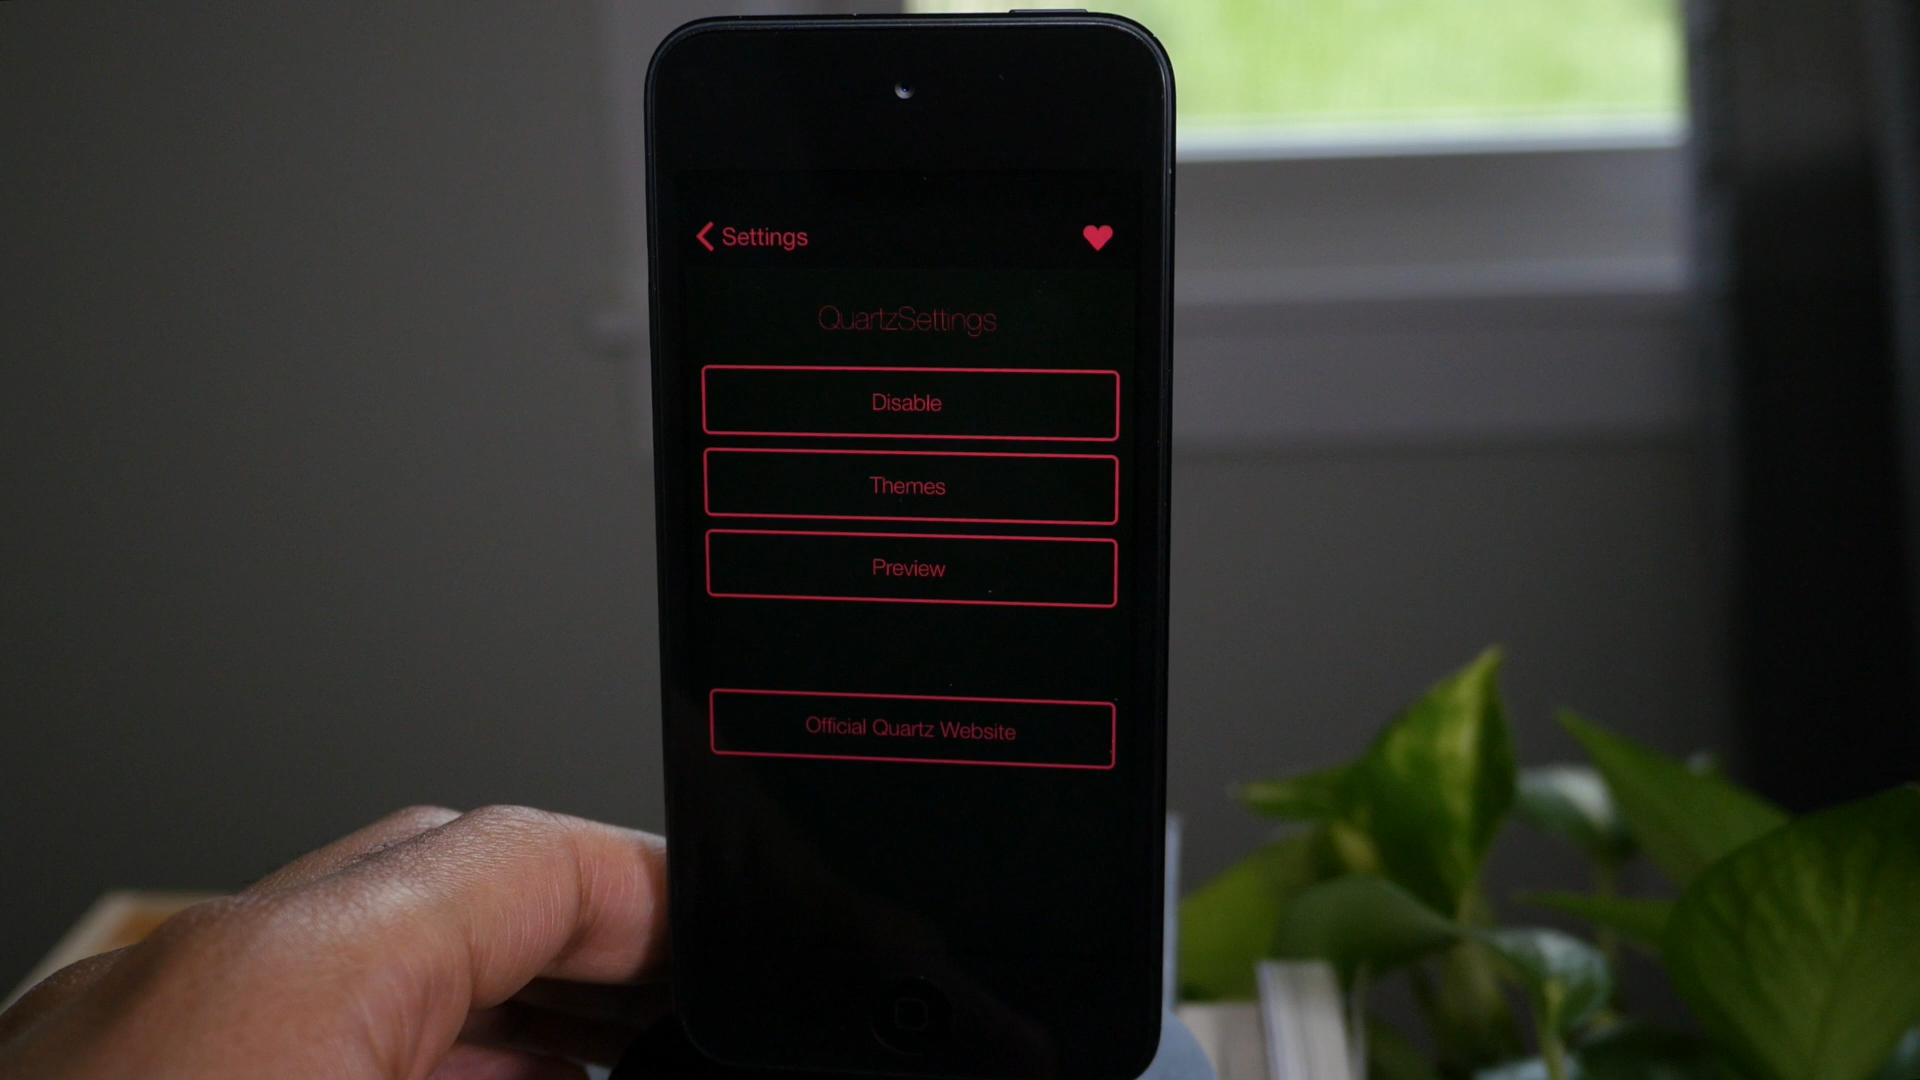 Settings
QuartzSettings
Disable
Themes
Preview
Official Quartz Website